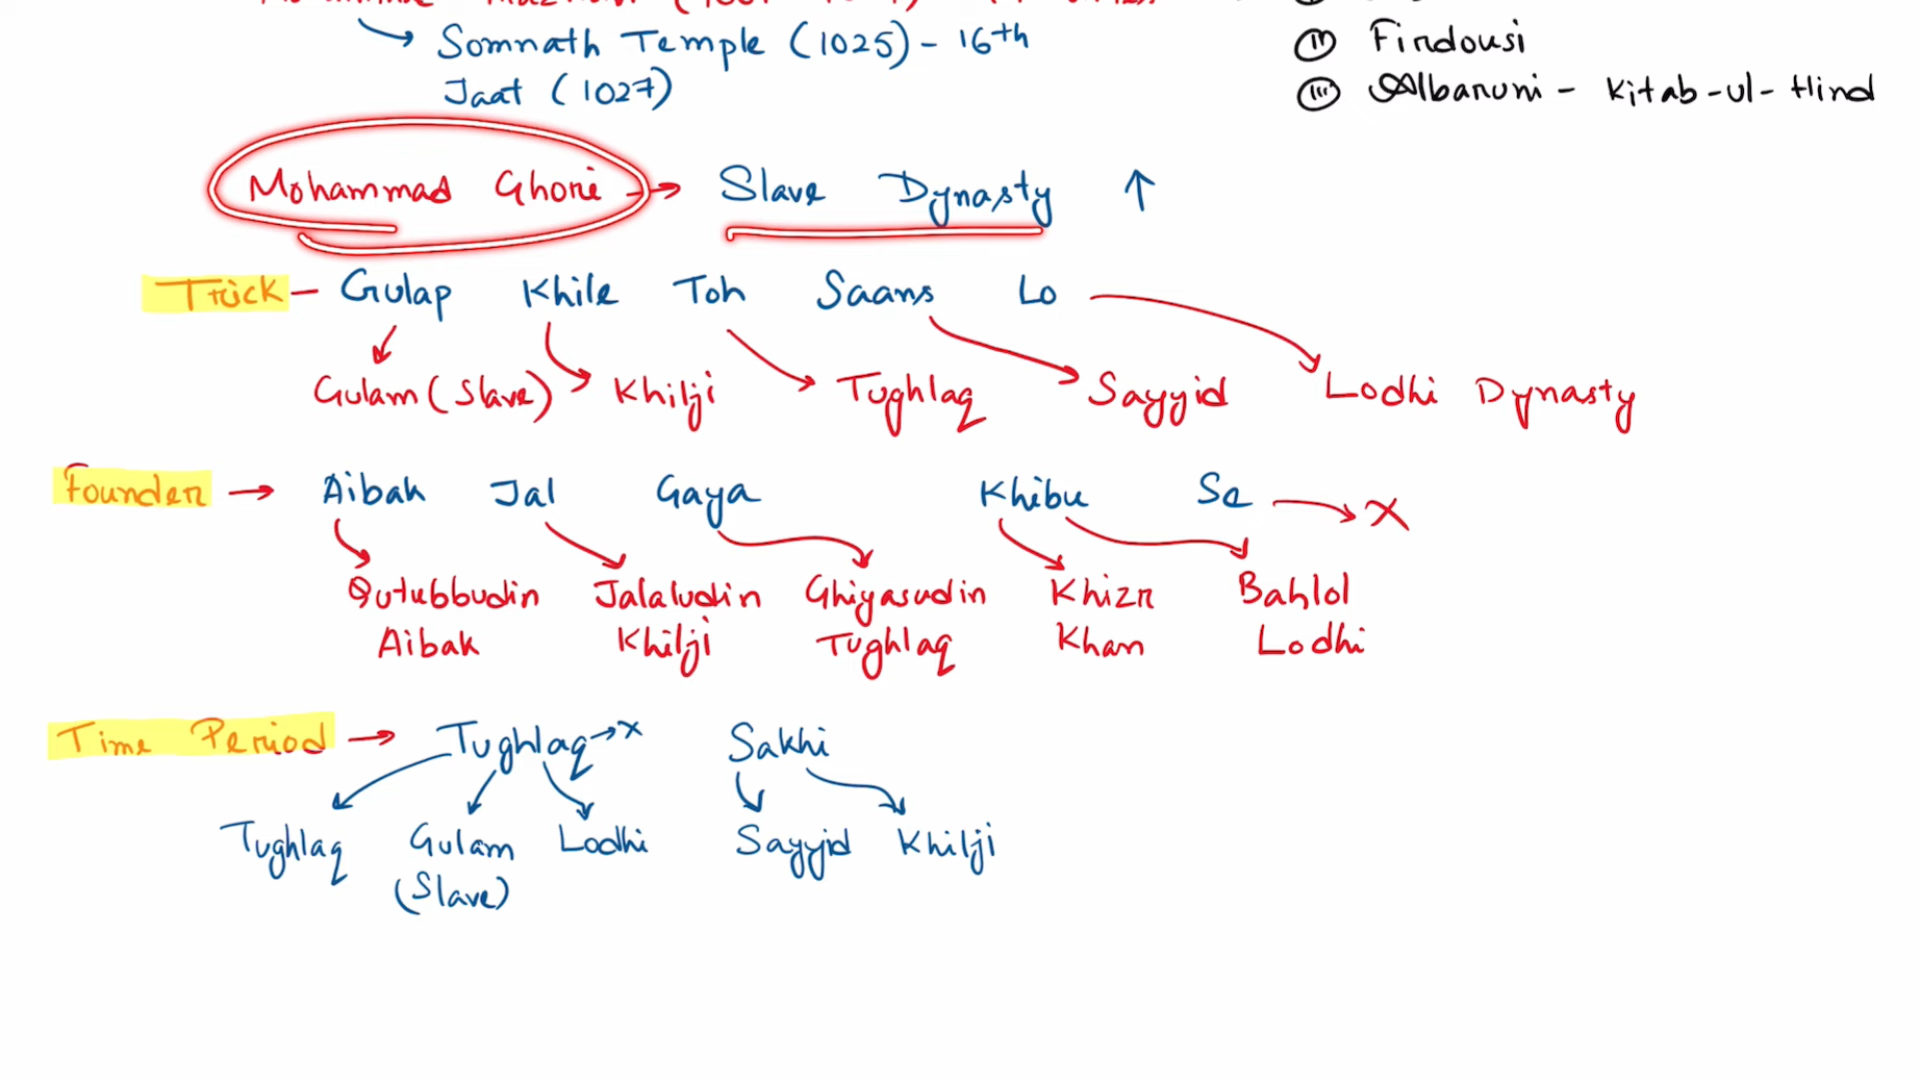 Somnath Temple (1025) - 16th
Jaat (1027)
(ii) Firdousi
(iii) Albaruni - Kitab-ul-Hind
Mohammad Ghori → Slave Dynasty ↑
Trick - Gulap Khile Toh Saans Lo
Gulam (Slave) Khilji Tughlaq Sayyid Lodhi Dynasty
Founder → Aibak Jal Gaya Khibu Se → X
Qutubbudin Aibak
Jalaludin Khilji
Ghiyasudin Tughlaq
Khizr Khan
Bahlol Lodhi
Time Period → Tughlaq → x Sakhi
Tughlaq Gulam (Slave) Lodhi Sayyid Khilji